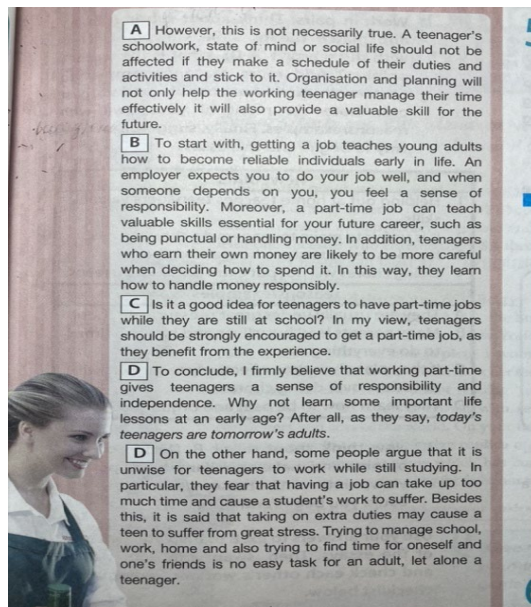 A However, this is not necessarily true. A teenager's
schoolwork, state of mind or social life should not be
affected if they make a schedule of their duties and
activities and stick to it. Organisation and planning will
not only help the working teenager manage their time
effectively it will also provide a valuable skill for the
future.
B To start with, getting a job teaches young adults
how to become reliable individuals early in life. An
employer expects you to do your job well, and when
someone depends on you, you feel a sense of
responsibility. Moreover, a part-time job can teach
valuable skills essential for your future career, such as
being punctual or handling money. In addition, teenagers
who earn their own money are likely to be more careful
when deciding how to spend it. In this way, they learn
how to handle money responsibly.
C Is it a good idea for teenagers to have part-time jobs
while they are still at school? In my view, teenagers
should be strongly encouraged to get a part-time job, as
they benefit from the experience.
D To conclude, I firmly believe that working part-time
gives teenagers a sense of responsibility and
independence. Why not learn some important life
lessons at an early age? After all, as they say, today's
teenagers are tomorrow's adults.
D On the other hand, some people argue that it is
unwise for teenagers to work while still studying. In
particular, they fear that having a job can take up too
much time and cause a student's work to suffer. Besides
this, it is said that taking on extra duties may cause a
teen to suffer from great stress. Trying to manage school,
work, home and also trying to find time for oneself and
one's friends is no easy task for an adult, let alone a
teenager.